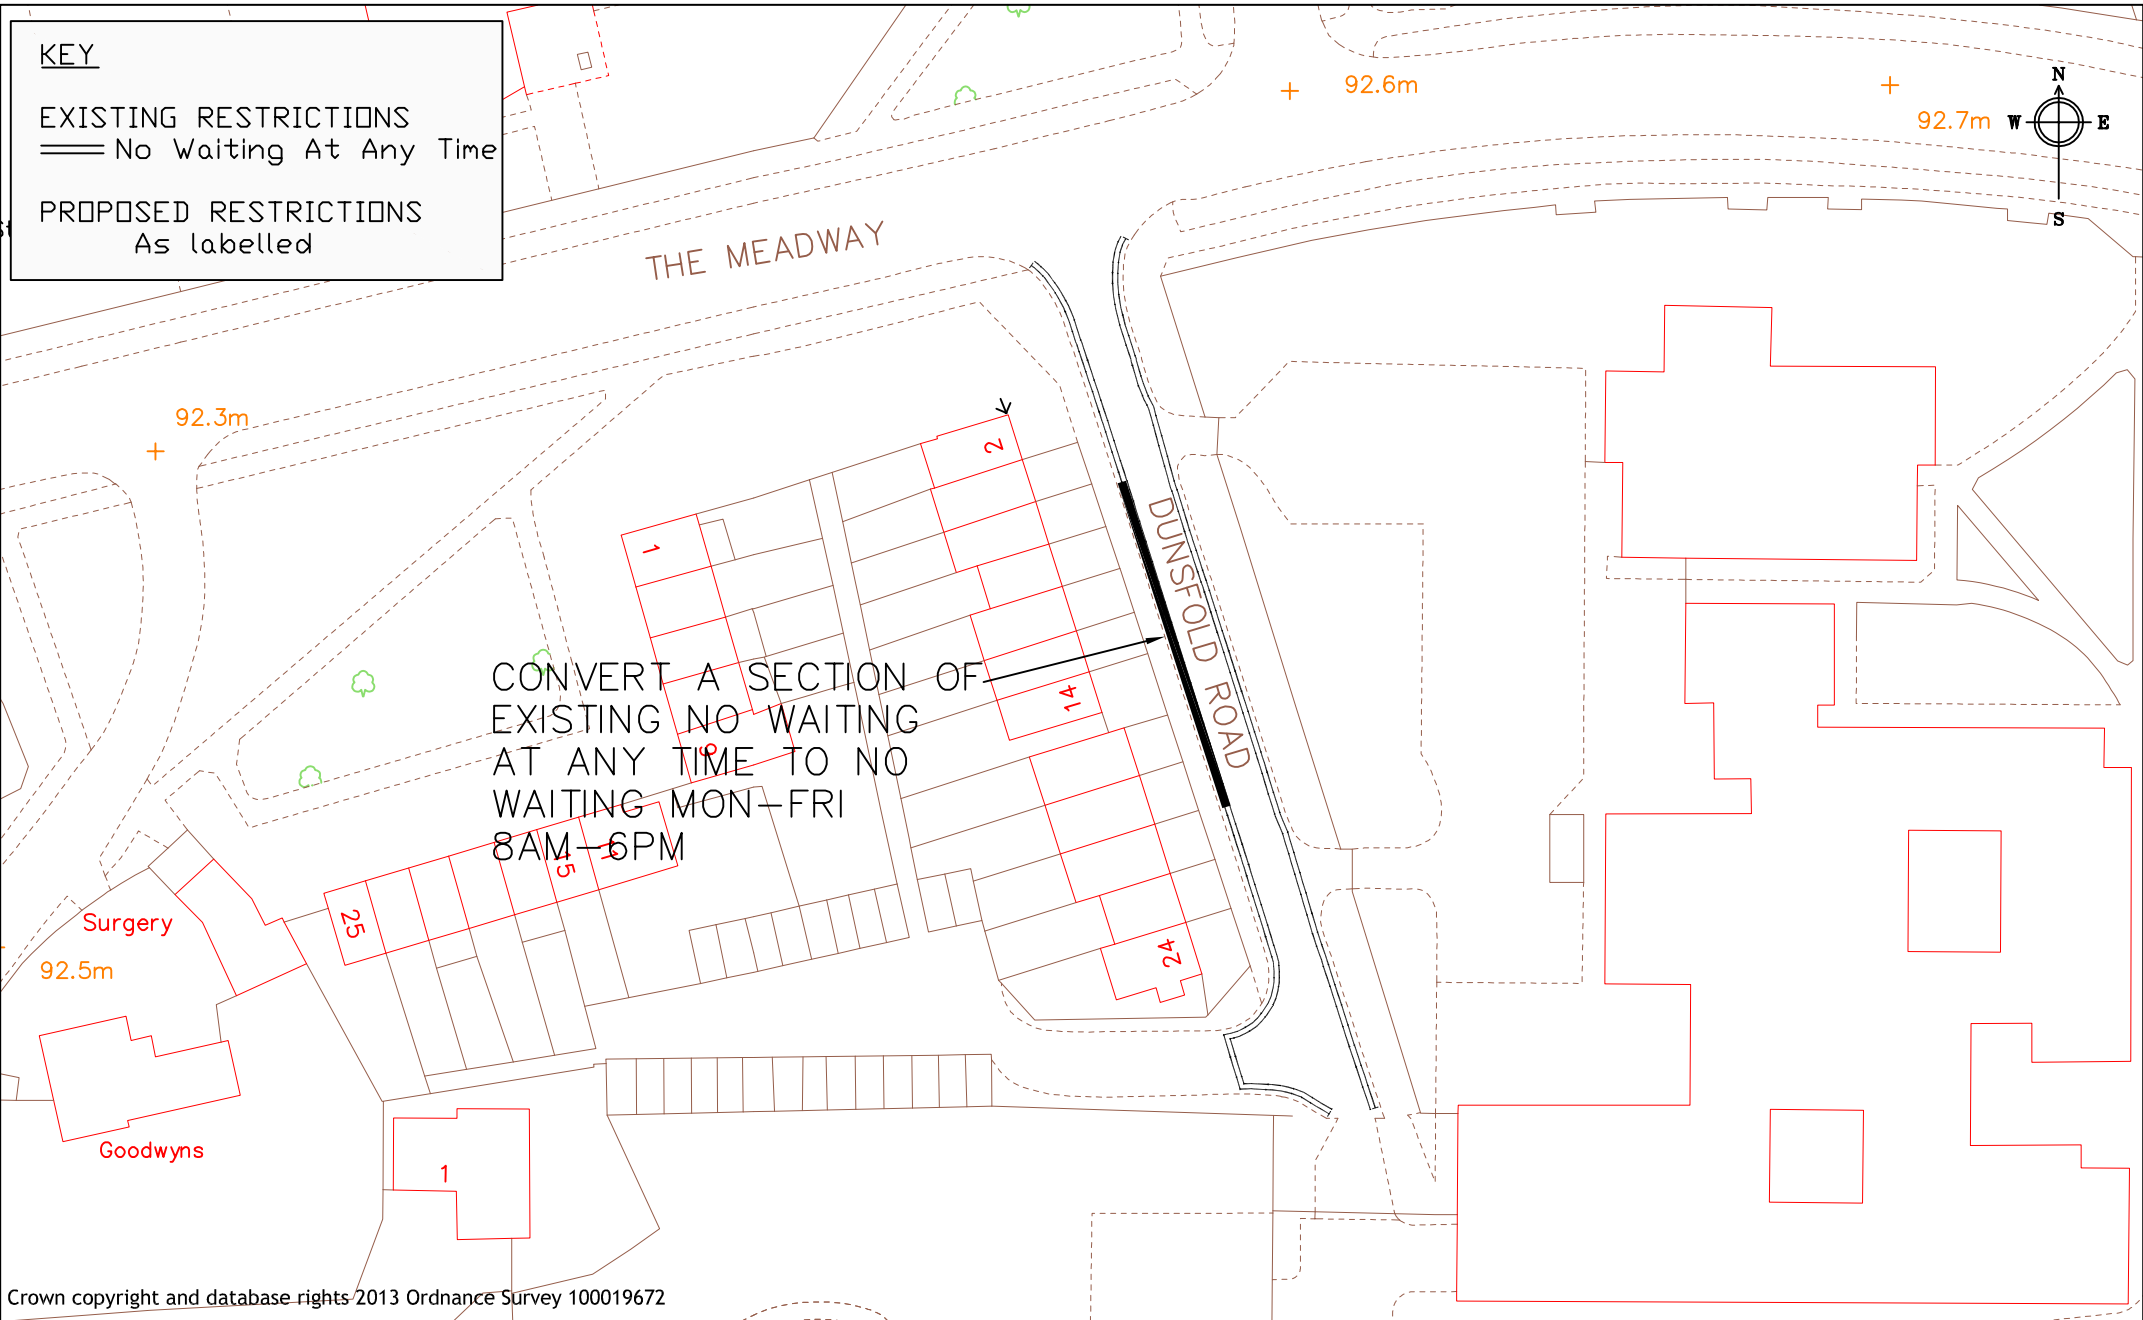 KEY
EXISTING RESTRICTIONS
No Waiting At Any Time
PROPOSED RESTRICTIONS
As labelled
92.6m
92.7m
N
W E
S
THE MEADWAY
92.3m
2
1
DUNSFOLD ROAD
CONVERT A SECTION OF
EXISTING NO WAITING
AT ANY TIME TO NO
WAITING MON-FRI
8AM-6PM
14
9
15
11
25
24
Surgery
92.5m
Goodwyns
1
Crown copyright and database rights 2013 Ordnance Survey 100019672